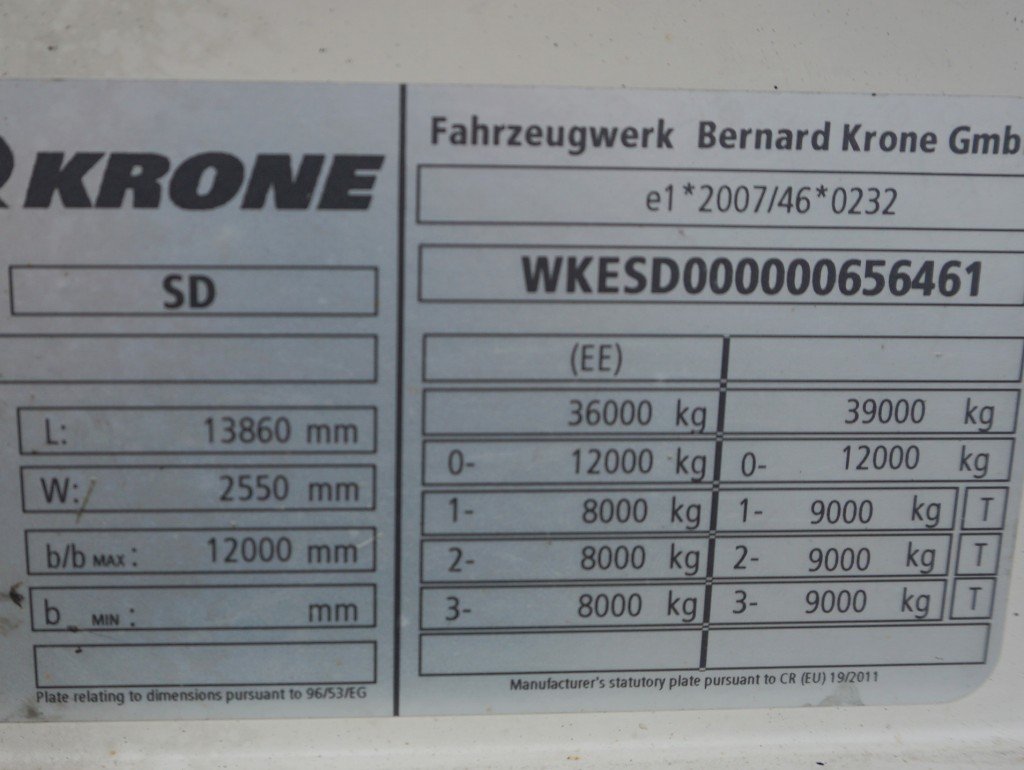 KRONE
SD
L: 13860 mm
W: 2550 mm
b/b MAX : 12000 mm
b MIN : mm
Plate relating to dimensions pursuant to 96/53/EG
Fahrzeugwerk Bernard Krone Gmb
e1*2007/46*0232
WKESD000000656461
(EE)
36000 kg 39000 kg
0- 12000 kg 0- 12000 kg
1- 8000 kg 1- 9000 kg T
2- 8000 kg 2- 9000 kg T
3- 8000 kg 3- 9000 kg T
Manufacturer's statutory plate pursuant to CR (EU) 19/2011